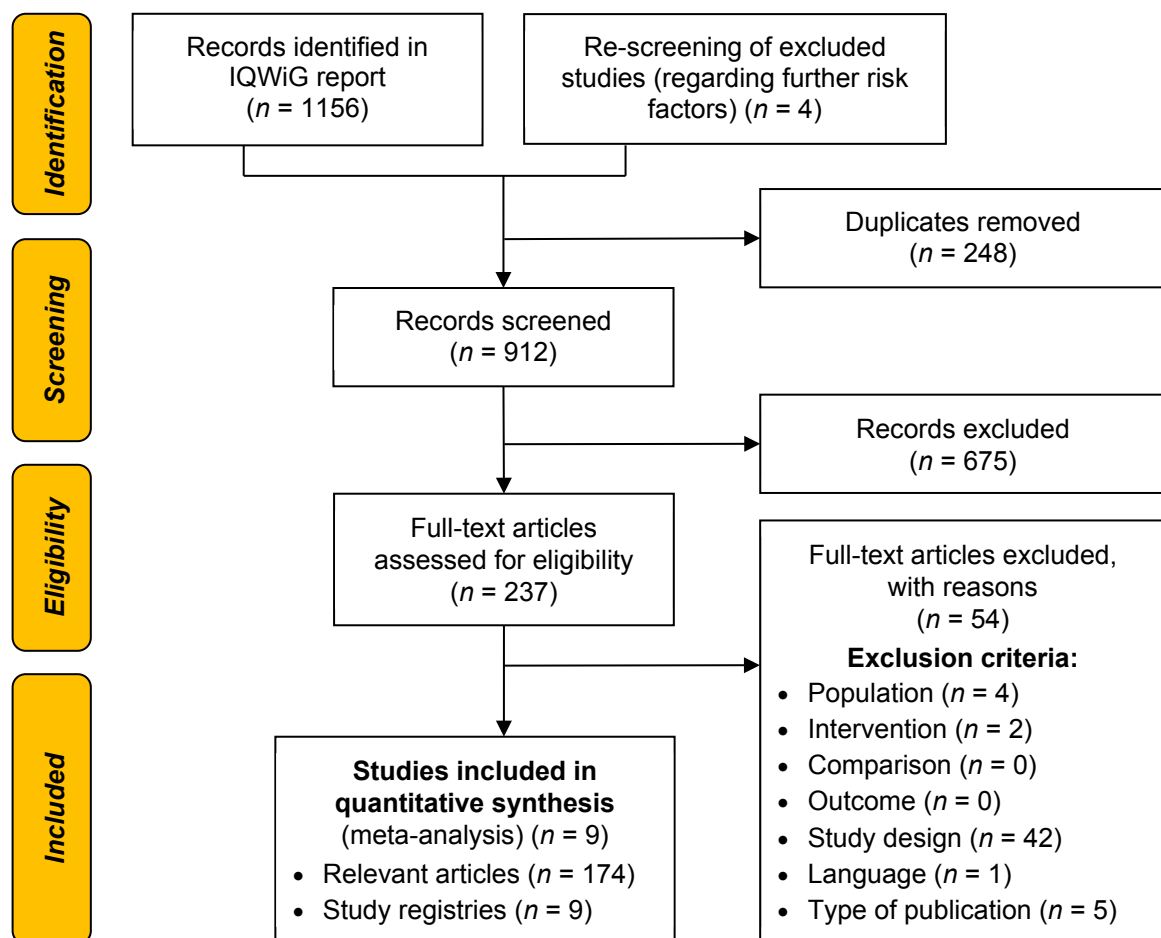 Identification
Records identified in
IQWiG report
(n = 1156)
Re-screening of excluded
studies (regarding further risk
factors) (n = 4)
Duplicates removed
(n = 248)
Screening
Records screened
(n = 912)
Records excluded
(n = 675)
Eligibility
Full-text articles
assessed for eligibility
(n = 237)
Full-text articles excluded,
with reasons
(n = 54)
Exclusion criteria:
• Population (n = 4)
• Intervention (n = 2)
• Comparison (n = 0)
• Outcome (n = 0)
• Study design (n = 42)
• Language (n = 1)
• Type of publication (n = 5)
Included
Studies included in
quantitative synthesis
(meta-analysis) (n = 9)
• Relevant articles (n = 174)
• Study registries (n = 9)